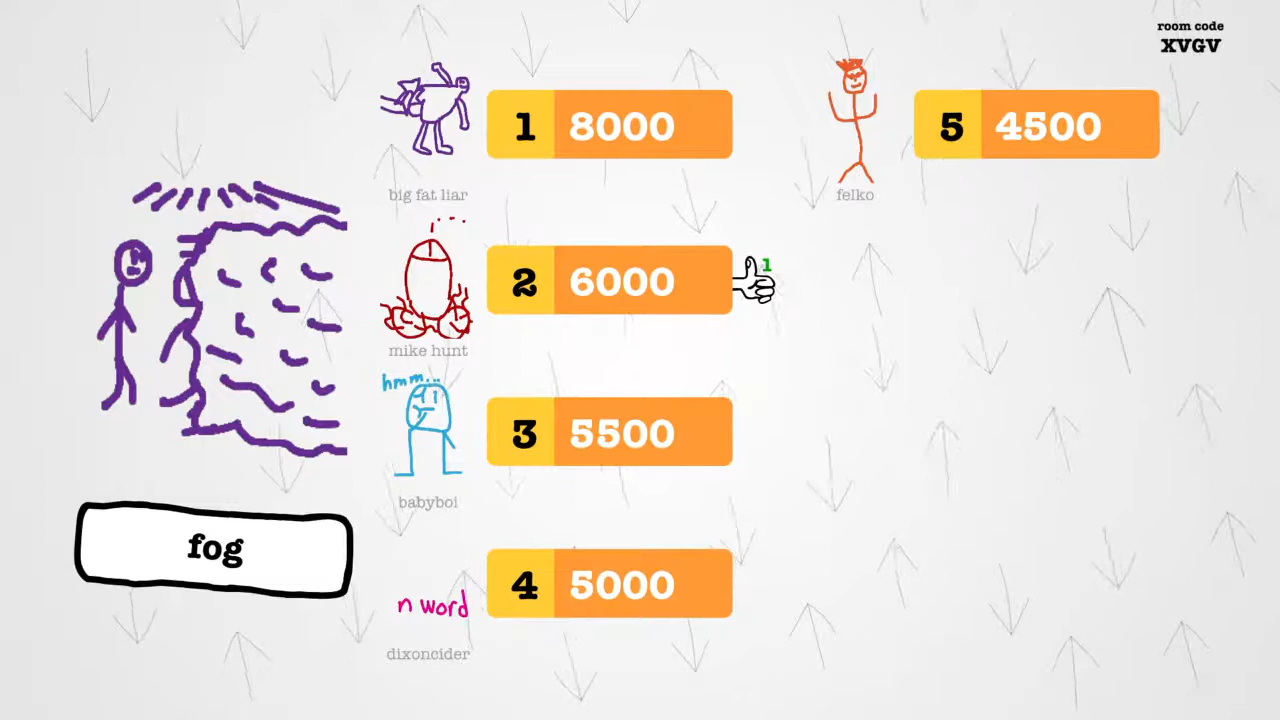 room code
XVGV
1 8000
big fat liar
2 6000
1
mike hunt
hmm...
3 5500
babyboi
n word
4 5000
dixoncider
5 4500
felko
fog